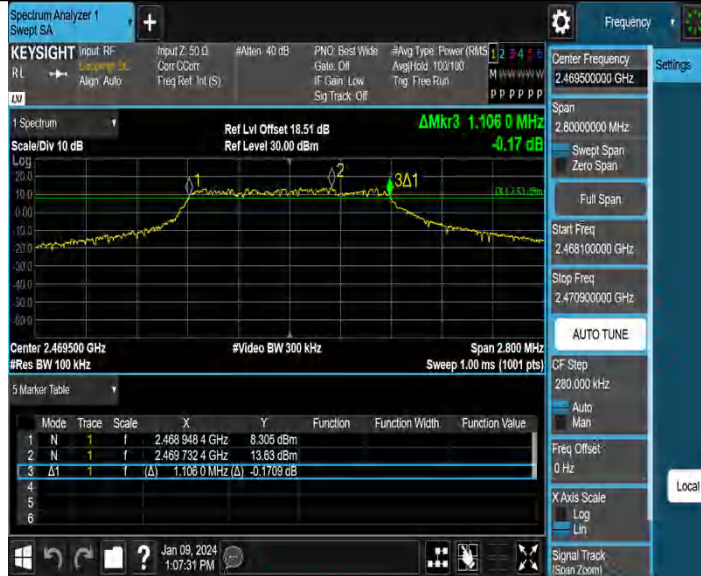 Spectrum Analyzer 1
Swept SA
Frequency
KEYSIGHT Input: RF Input Z: 50 Ω #Atten: 40 dB PNO: Best Wide #Avg Type: Power (RMS 1 2 3 4 5 6
RL Coupling: DC Corr CCorr Gate: Off Avg|Hold: 100/100 M W W W W W
Align: Auto Freq Ref: Int (S) IF Gain: Low Trig: Free Run
Sig Track: Off P P P P P P
1 Spectrum
Ref Lvl Offset 18.51 dB
ΔMkr3 1.106 0 MHz
Scale/Div 10 dB
Ref Level 30.00 dBm
-0.17 dB
Log
20.0
10.0
0.00
-10.0
-20.0
-30.0
-40.0
-50.0
-60.0
1
2
3Δ1
Center 2.469500 GHz #Video BW 300 kHz Span 2.800 MHz
#Res BW 100 kHz Sweep 1.00 ms (1001 pts)
5 Marker Table
Mode Trace Scale X Y Function Function Width Function Value
1 N 1 f 2.468 948 4 GHz 8.305 dBm
2 N 1 f 2.469 732 4 GHz 13.63 dBm
3 Δ1 1 f (Δ) 1.106 0 MHz (Δ) -0.1709 dB
4
5
6
Jan 09, 2024
1:07:31 PM
Center Frequency
2.469500000 GHz
Settings
Span
2.80000000 MHz
Swept Span
Zero Span
Full Span
Start Freq
2.468100000 GHz
Stop Freq
2.470900000 GHz
AUTO TUNE
CF Step
280.000 kHz
Auto
Man
Freq Offset
0 Hz
X Axis Scale
Log
Lin
Signal Track
(Span Zoom)
Local